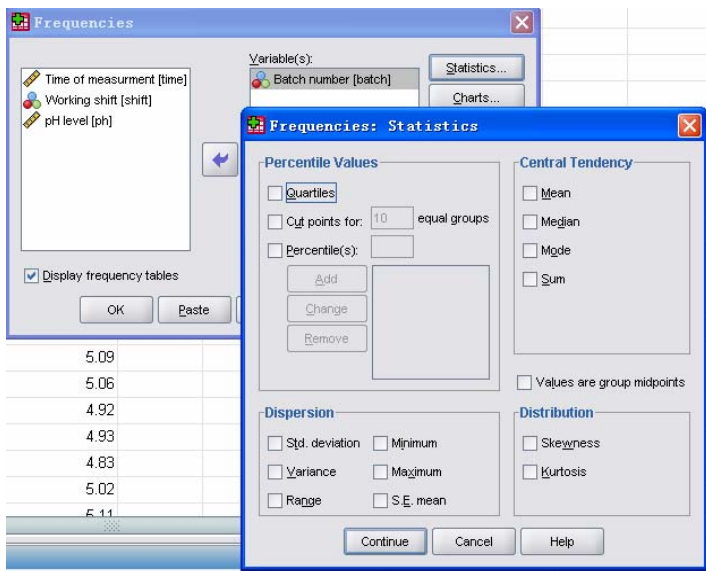 Frequencies
Variable(s):
Time of measurment [time]
Working shift [shift]
pH level [ph]
Batch number [batch]
Statistics...
Charts...
Display frequency tables
OK
Paste
5.09
5.06
4.92
4.93
4.83
5.02
5.11
Frequencies: Statistics
Percentile Values
Quartiles
Cut points for: 10 equal groups
Percentile(s):
Add
Change
Remove
Central Tendency
Mean
Median
Mode
Sum
Values are group midpoints
Dispersion
Std. deviation
Minimum
Variance
Maximum
Range
S.E. mean
Distribution
Skewness
Kurtosis
Continue
Cancel
Help